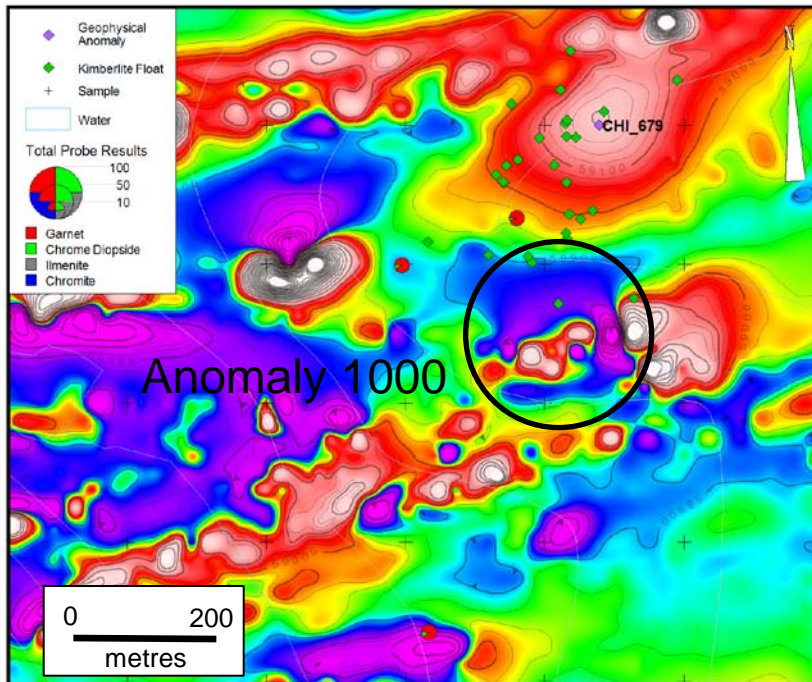 Geophysical
Anomaly
Kimberlite Float
Sample
Water
Total Probe Results
100
50
10
Garnet
Chrome Diopside
Ilmenite
Chromite
N
CHI_679
Anomaly 1000
0 200
metres